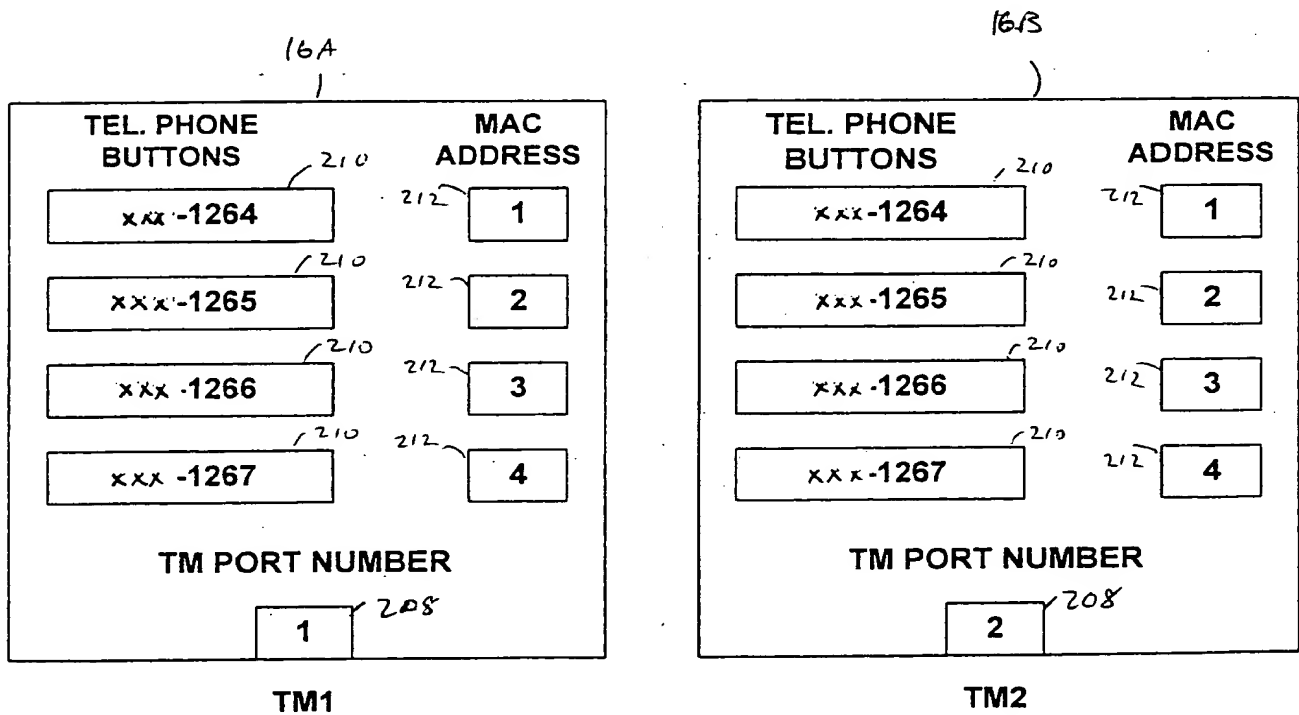 16A
TEL. PHONE BUTTONS
MAC ADDRESS
210
xxx-1264
212
1
210
xxx-1265
212
2
210
xxx-1266
212
3
210
xxx-1267
212
4
TM PORT NUMBER
1
208
TM1
16B
TEL. PHONE BUTTONS
MAC ADDRESS
210
xxx-1264
212
1
210
xxx-1265
212
2
210
xxx-1266
212
3
210
xxx-1267
212
4
TM PORT NUMBER
2
208
TM2